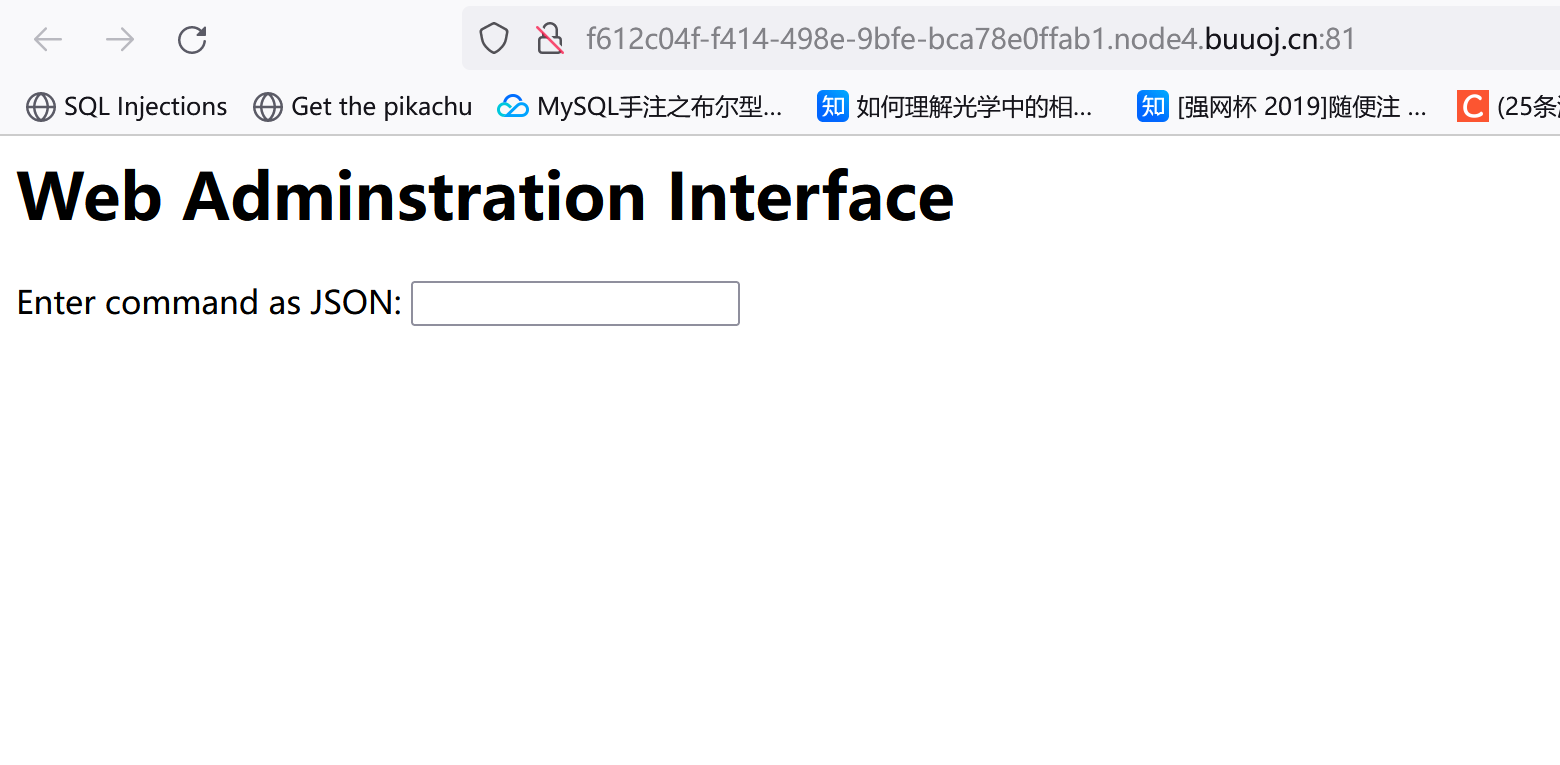 f612c04f-f414-498e-9bfe-bca78e0ffab1.node4.buuoj.cn:81
SQL Injections Get the pikachu MySQL手注之布尔型... 知 如何理解光学中的相... 知 [强网杯 2019]随便注 ... C (25条
Web Adminstration Interface
Enter command as JSON: